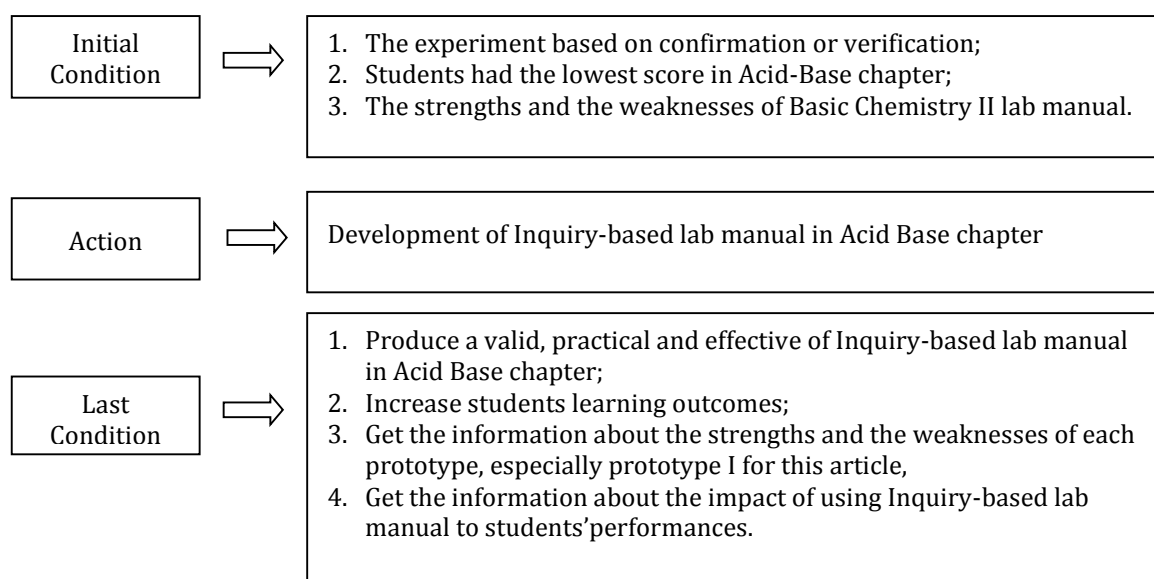 Initial
Condition
1. The experiment based on confirmation or verification;
2. Students had the lowest score in Acid-Base chapter;
3. The strengths and the weaknesses of Basic Chemistry II lab manual.
Action
Development of Inquiry-based lab manual in Acid Base chapter
Last
Condition
1. Produce a valid, practical and effective of Inquiry-based lab manual
in Acid Base chapter;
2. Increase students learning outcomes;
3. Get the information about the strengths and the weaknesses of each
prototype, especially prototype I for this article,
4. Get the information about the impact of using Inquiry-based lab
manual to students’performances.